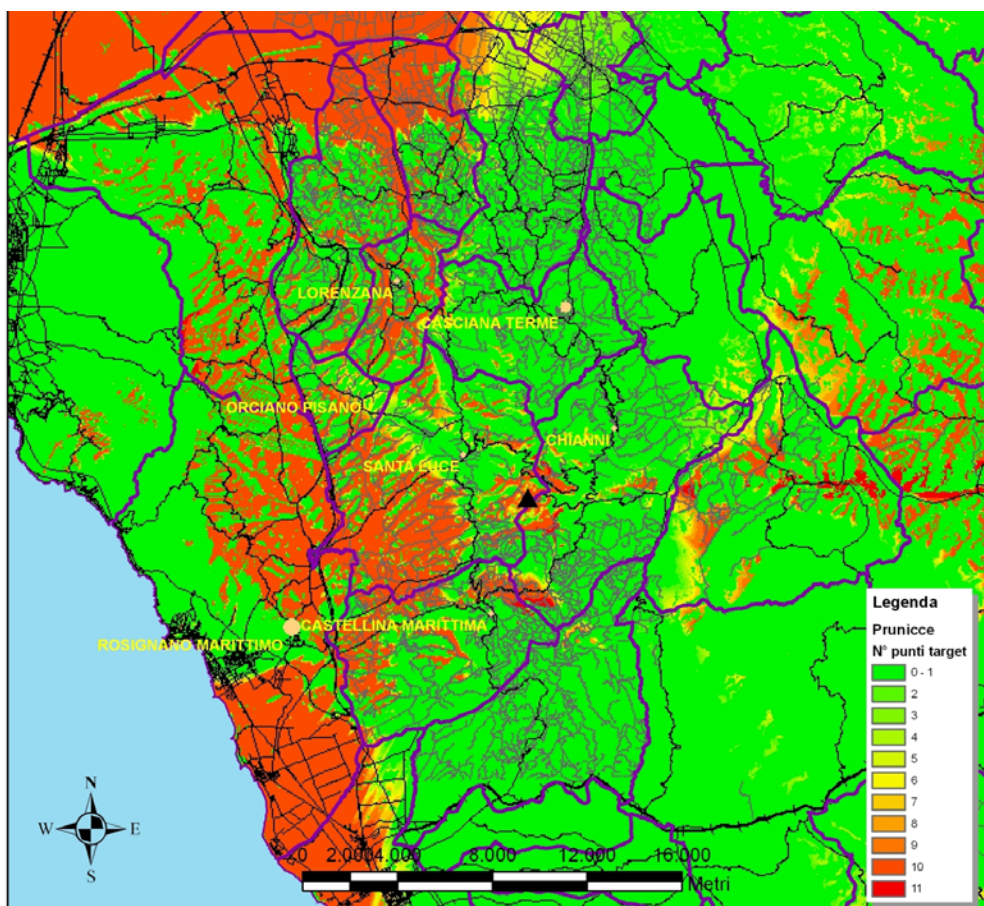 LORENZANA
CASCIANA TERME
ORCIANO PISANO
CHIANNI
SANTA LUCE
CASTELLINA MARITTIMA
ROSIGNANO MARITTIMO
Legenda
Prunicce
N° punti target
0 - 1
2
3
4
5
6
7
8
9
10
11
N
W E
S
0 2.000 4.000 8.000 12.000 16.000
Metri